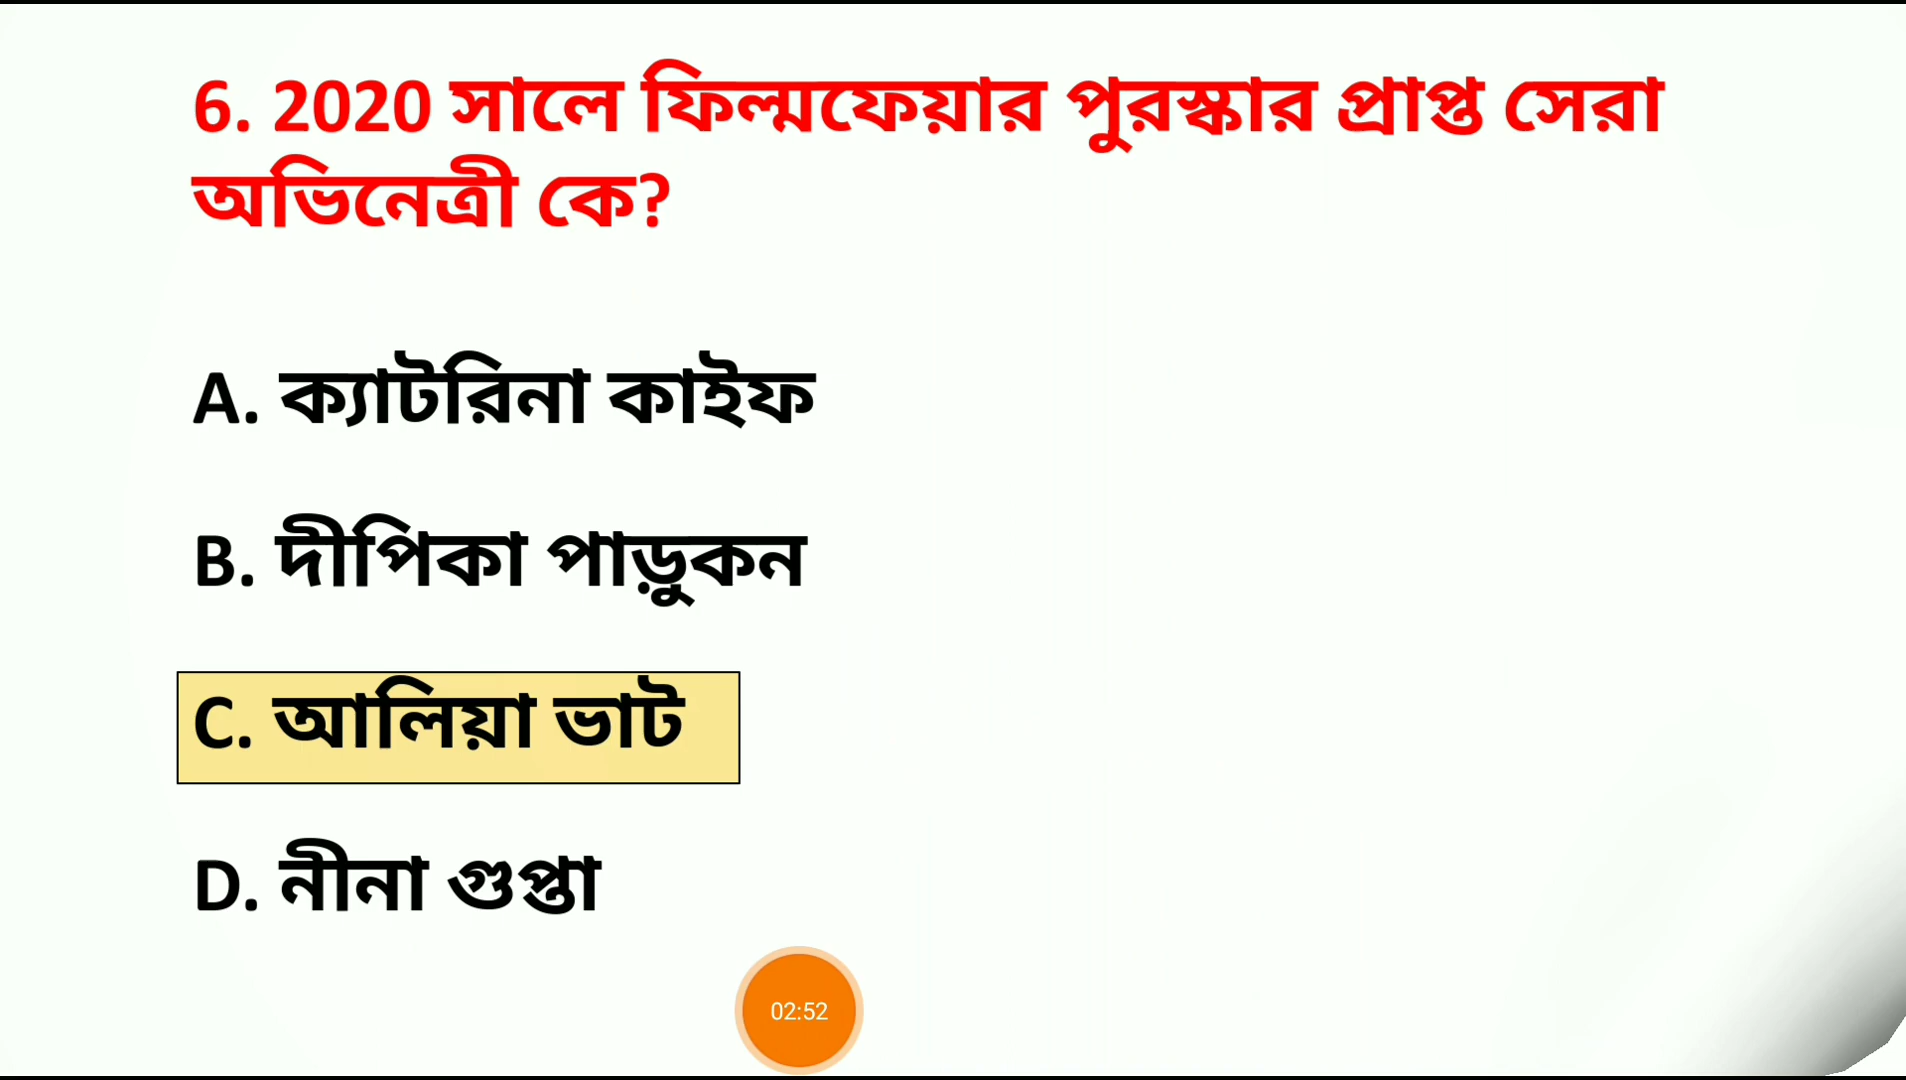 6. 2020 সালে ফিল্মফেয়ার পুরস্কার প্রাপ্ত সেরা
অভিনেত্রী কে?
A. ক্যাটরিনা কাইফ
B. দীপিকা পাড়ুকন
C. আলিয়া ভাট
D. নীনা গুপ্তা
02:52